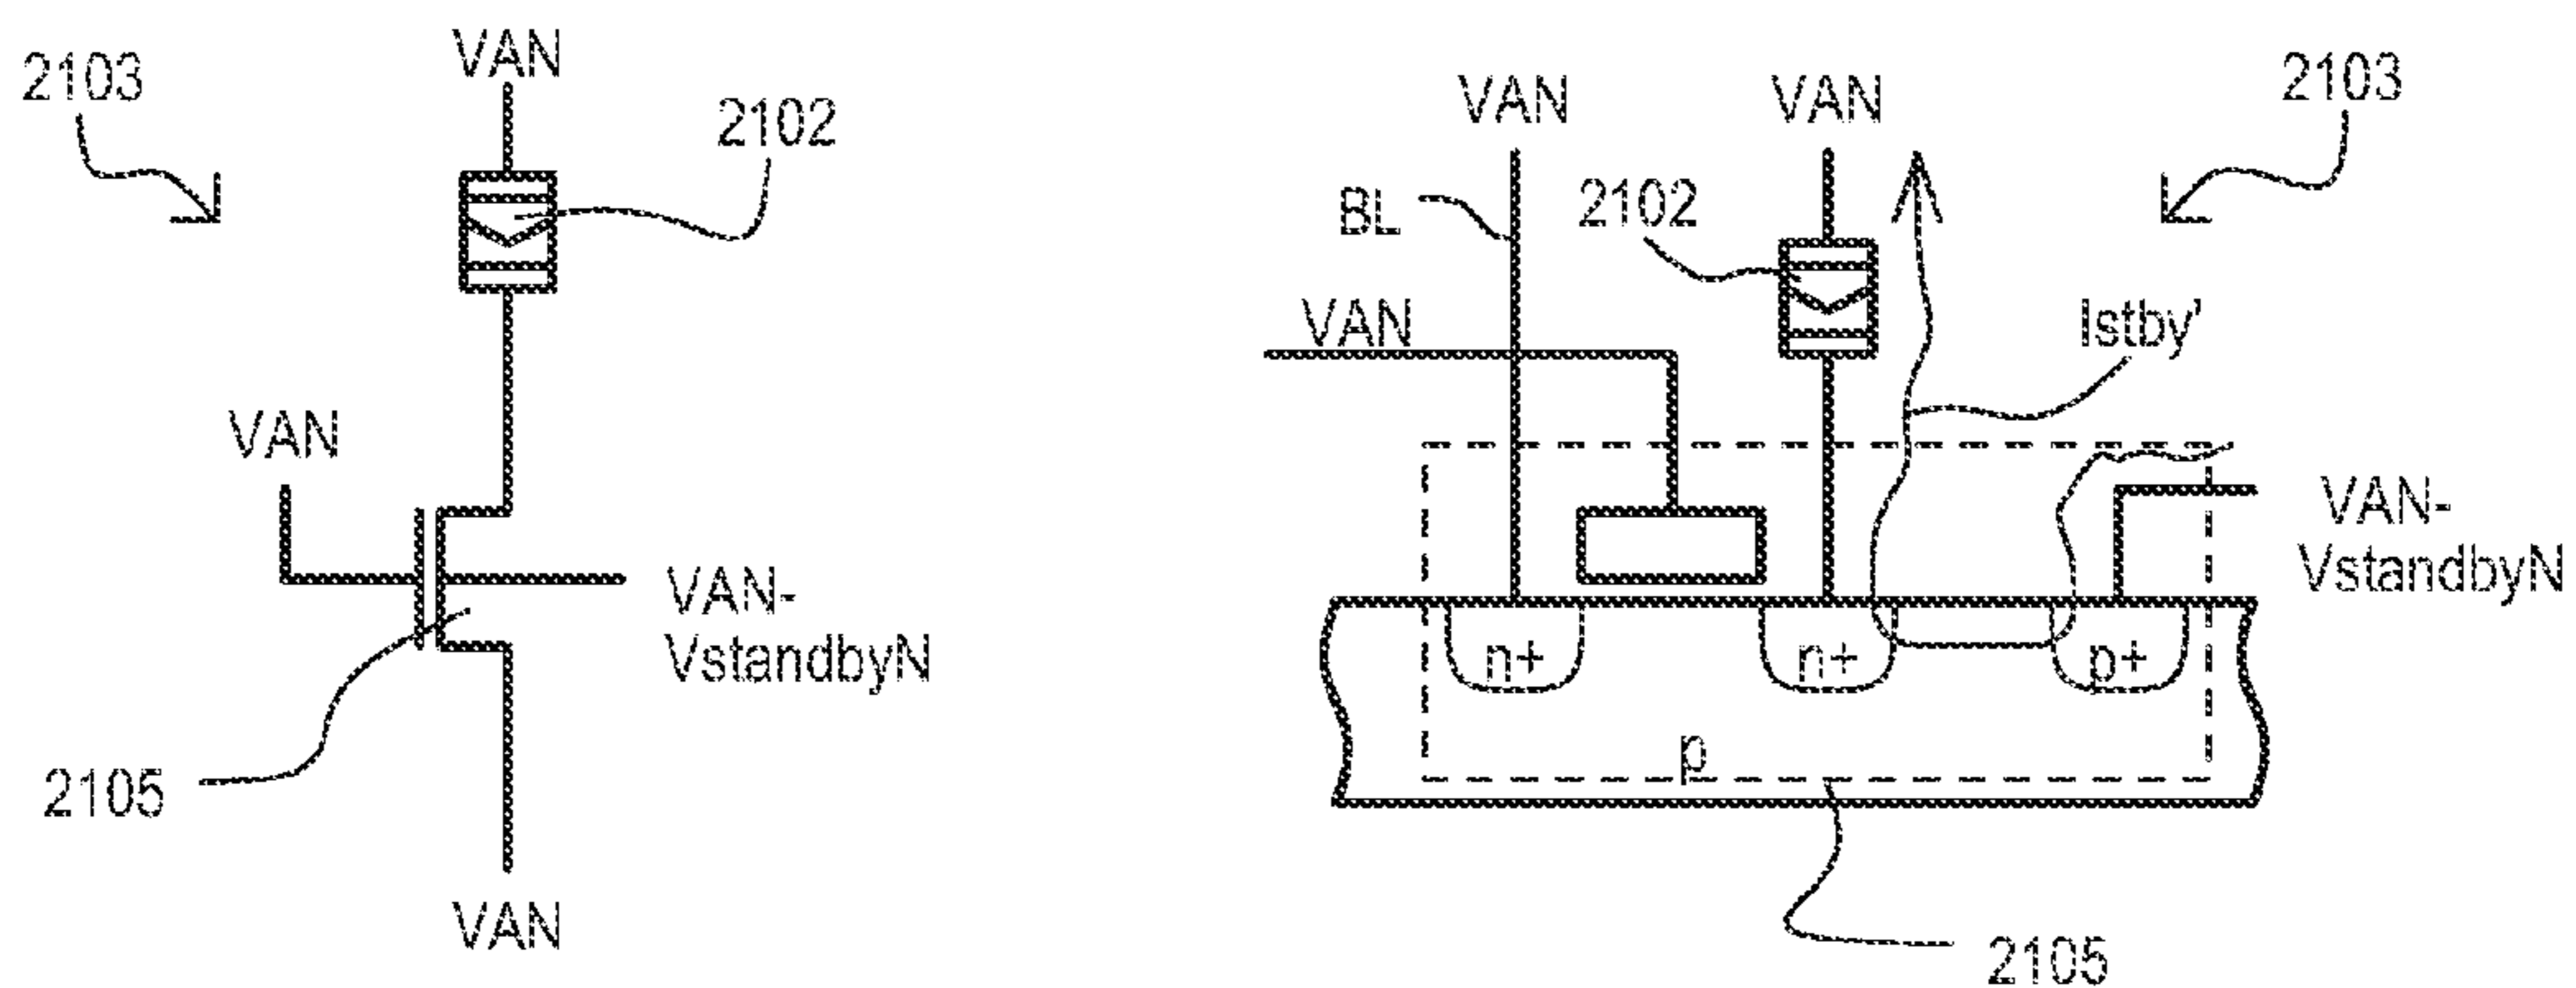 2103
VAN
2102
VAN
VAN-
VstandbyN
2105
VAN
VAN
VAN
2103
BL
2102
VAN
Istby'
VAN-
VstandbyN
n+
n+
p+
p
2105